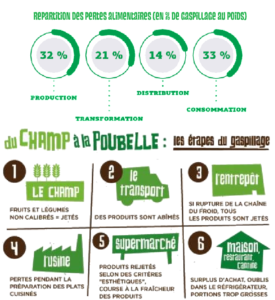 RÉPARTITION DES PERTES ALIMENTAIRES (EN % DE GASPILLAGE AU POIDS)
32 %
21 %
14 %
33 %
PRODUCTION
TRANSFORMATION
DISTRIBUTION
CONSOMMATION
du CHAMP à la POUBELLE : les étapes du gaspillage
1
LE CHAMP
FRUITS ET LÉGUMES
NON CALIBRÉS = JETÉS
2
le
transport
DES PRODUITS SONT ABÎMÉS
3
l'entrepôt
SI RUPTURE DE LA CHAÎNE
DU FROID, TOUS
LES PRODUITS SONT JETÉS
4
l'usine
PERTES PENDANT LA
PRÉPARATION DES PLATS
CUISINÉS
5
supermarché
PRODUITS REJETÉS
SELON DES CRITÈRES
"ESTHÉTIQUES",
COURSE À LA FRAÎCHEUR
DES PRODUITS
6
maison,
restaurant,
cantine
SURPLUS D'ACHAT, OUBLIS
DANS LE RÉFRIGÉRATEUR,
PORTIONS TROP GROSSES